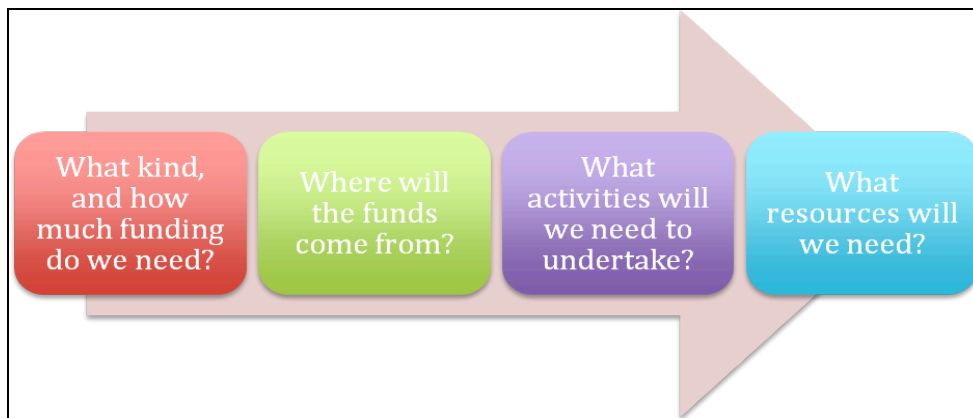 What kind,
and how
much funding
do we need?
Where will
the funds
come from?
What
activities will
we need to
undertake?
What
resources will
we need?